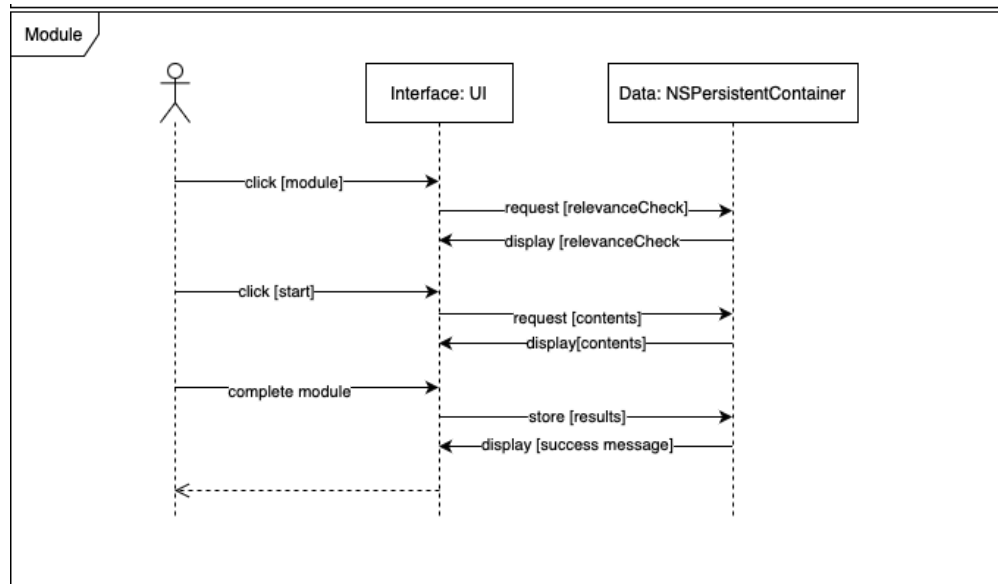 Module
Interface: UI
Data: NSPersistentContainer
click [module]
request [relevanceCheck]
display [relevanceCheck
click [start]
request [contents]
display[contents]
complete module
store [results]
display [success message]